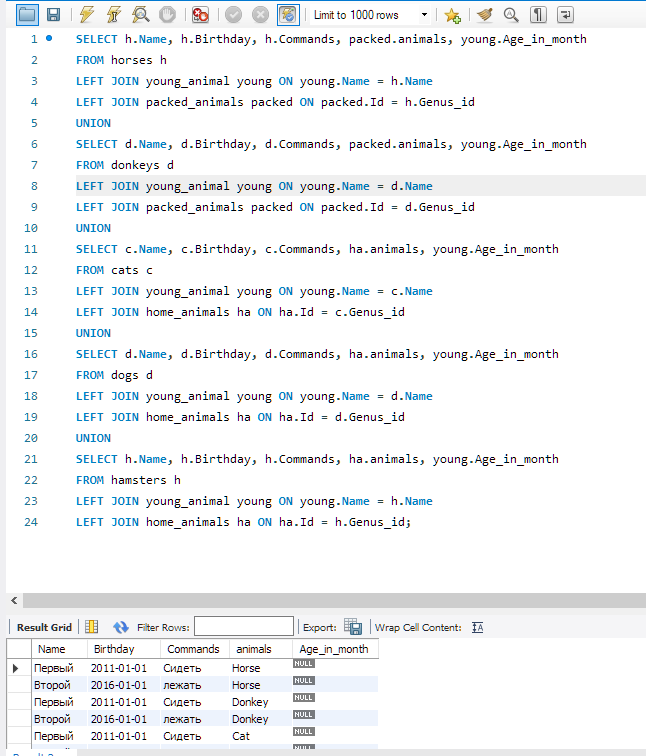 Limit to 1000 rows
1 SELECT h.Name, h.Birthday, h.Commands, packed.animals, young.Age_in_month
2 FROM horses h
3 LEFT JOIN young_animal young ON young.Name = h.Name
4 LEFT JOIN packed_animals packed ON packed.Id = h.Genus_id
5 UNION
6 SELECT d.Name, d.Birthday, d.Commands, packed.animals, young.Age_in_month
7 FROM donkeys d
8 LEFT JOIN young_animal young ON young.Name = d.Name
9 LEFT JOIN packed_animals packed ON packed.Id = d.Genus_id
10 UNION
11 SELECT c.Name, c.Birthday, c.Commands, ha.animals, young.Age_in_month
12 FROM cats c
13 LEFT JOIN young_animal young ON young.Name = c.Name
14 LEFT JOIN home_animals ha ON ha.Id = c.Genus_id
15 UNION
16 SELECT d.Name, d.Birthday, d.Commands, ha.animals, young.Age_in_month
17 FROM dogs d
18 LEFT JOIN young_animal young ON young.Name = d.Name
19 LEFT JOIN home_animals ha ON ha.Id = d.Genus_id
20 UNION
21 SELECT h.Name, h.Birthday, h.Commands, ha.animals, young.Age_in_month
22 FROM hamsters h
23 LEFT JOIN young_animal young ON young.Name = h.Name
24 LEFT JOIN home_animals ha ON ha.Id = h.Genus_id;
Result Grid Filter Rows: Export: Wrap Cell Content: IA
Name Birthday Commands animals Age_in_month
Первый 2011-01-01 Сидеть Horse NULL
Второй 2016-01-01 лежать Horse NULL
Первый 2011-01-01 Сидеть Donkey NULL
Второй 2016-01-01 лежать Donkey NULL
Первый 2011-01-01 Сидеть Cat NULL